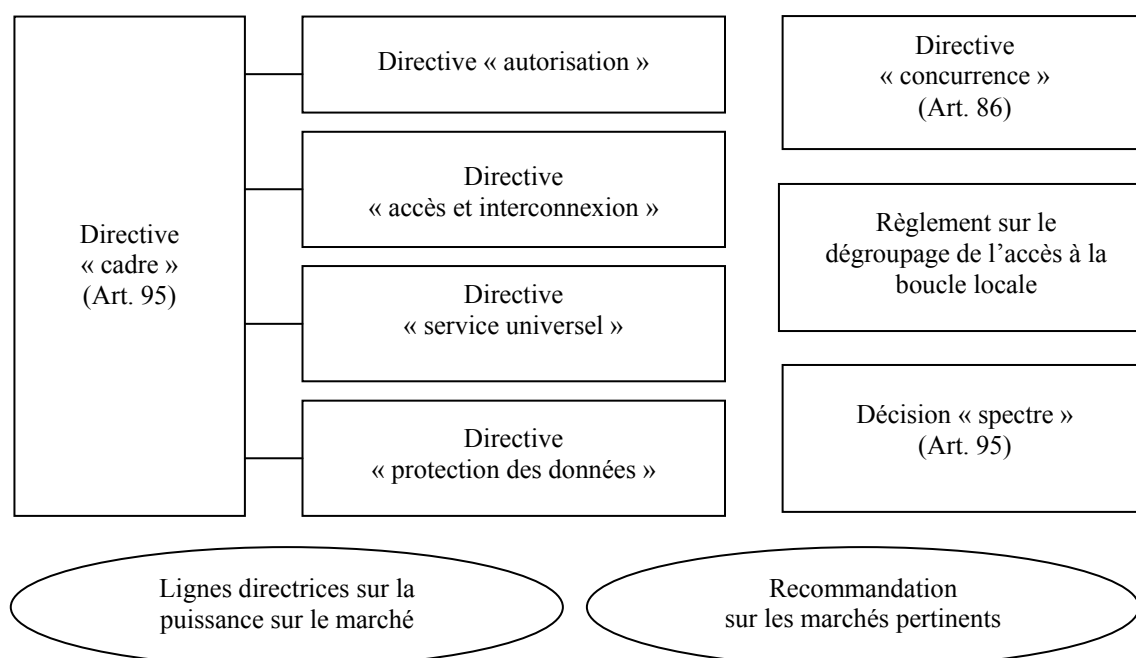 Directive
« cadre »
(Art. 95)
Directive « autorisation »
Directive
« accès et interconnexion »
Directive
« service universel »
Directive
« protection des données »
Directive
« concurrence »
(Art. 86)
Règlement sur le
dégroupage de l’accès à la
boucle locale
Décision « spectre »
(Art. 95)
Lignes directrices sur la
puissance sur le marché
Recommandation
sur les marchés pertinents